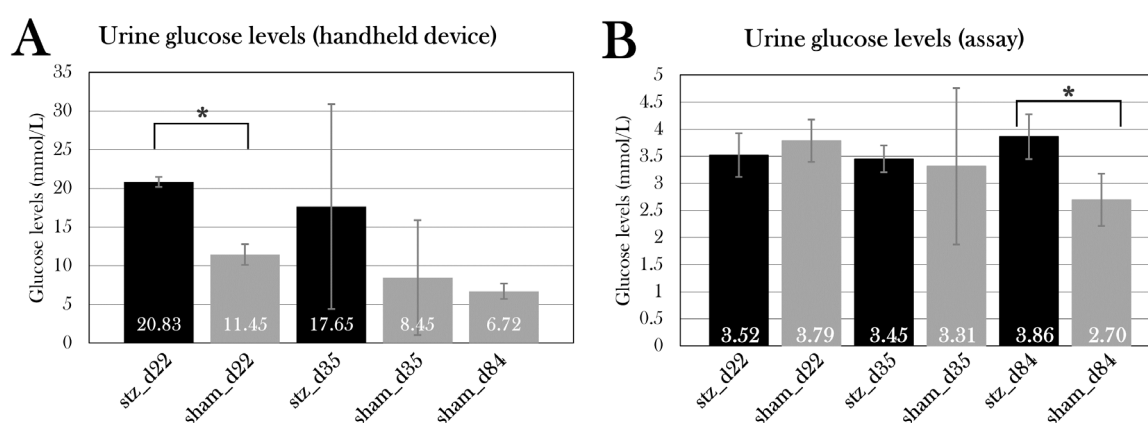 A
Urine glucose levels (handheld device)
Glucose levels (mmol/L)
35
30
25
20
15
10
5
0
*
20.83
11.45
17.65
8.45
6.72
stz_d22
sham_d22
stz_d35
sham_d35
sham_d84
B
Urine glucose levels (assay)
Glucose levels (mmol/L)
5
4.5
4
3.5
3
2.5
2
1.5
1
0.5
0
*
3.52
3.79
3.45
3.31
3.86
2.70
stz_d22
sham_d22
stz_d35
sham_d35
stz_d84
sham_d84